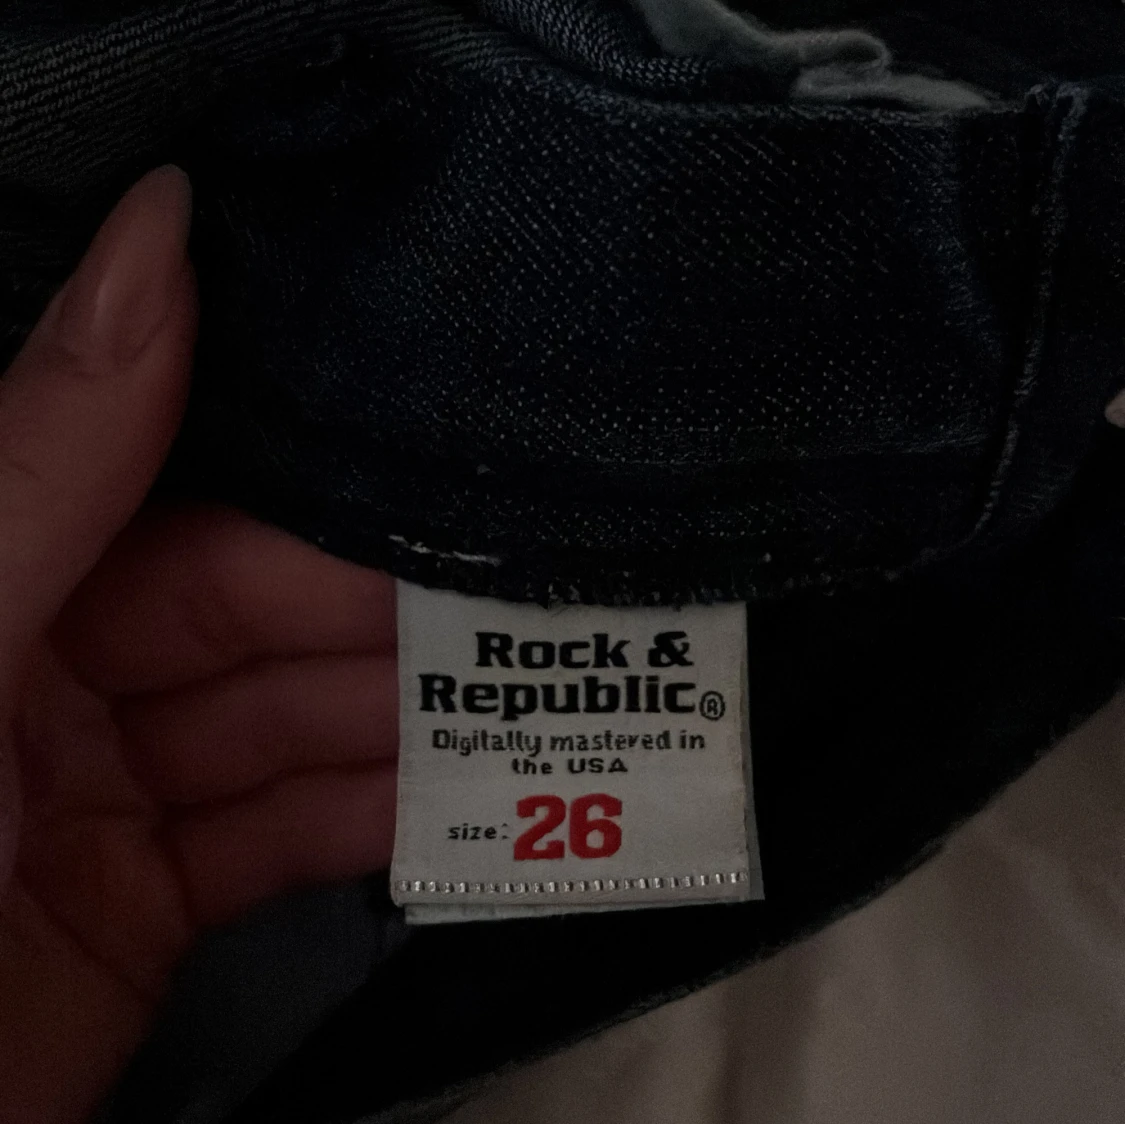 Rock &
Republic®
Digitally mastered in
the USA
size: 26